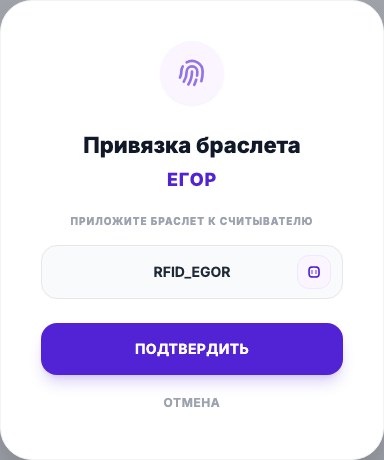 Привязка браслета
ЕГОР
ПРИЛОЖИТЕ БРАСЛЕТ К СЧИТЫВАТЕЛЮ
RFID_EGOR
ПОДТВЕРДИТЬ
ОТМЕНА